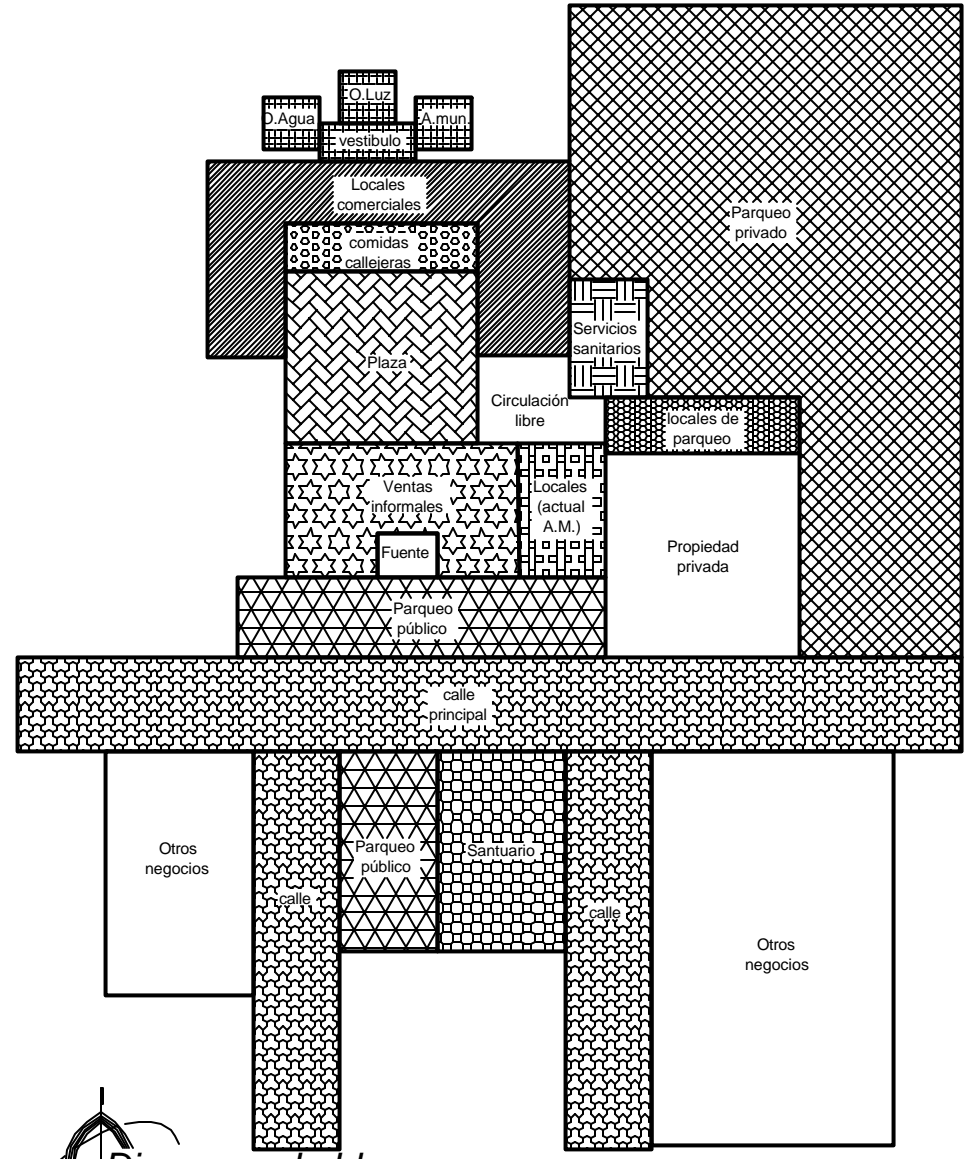 O.Luz
O.Agua
A.mun.
vestibulo
Locales
comerciales
Parqueo
privado
comidas
callejeras
Servicios
sanitarios
Plaza
Circulación
libre
locales de
parqueo
Ventas
informales
Locales
(actual
A.M.)
Fuente
Propiedad
privada
Parqueo
público
calle
principal
Otros
negocios
Parqueo
público
Santuario
calle
calle
Otros
negocios